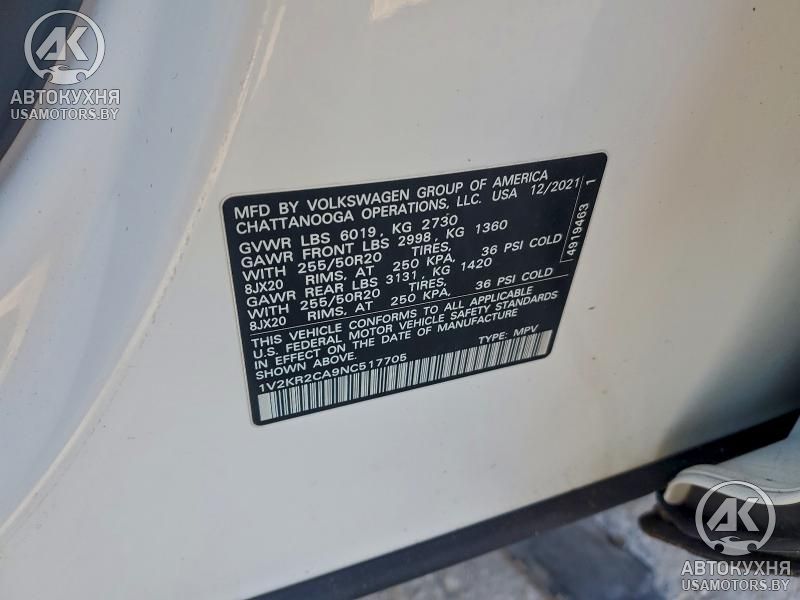 AK
АВТОКУХНЯ
USAMOTORS.BY
MFD BY VOLKSWAGEN GROUP OF AMERICA
CHATTANOOGA OPERATIONS, LLC. USA 12/2021
GVWR LBS 6019, KG 2730
GAWR FRONT LBS 2998, KG 1360
WITH 255/50R20 TIRES,
8JX20 RIMS, AT 250 KPA, 36 PSI COLD
GAWR REAR LBS 3131, KG 1420
WITH 255/50R20 TIRES,
8JX20 RIMS, AT 250 KPA, 36 PSI COLD
THIS VEHICLE CONFORMS TO ALL APPLICABLE
U.S. FEDERAL MOTOR VEHICLE SAFETY STANDARDS
IN EFFECT ON THE DATE OF MANUFACTURE
SHOWN ABOVE. TYPE: MPV
1V2KR2CA9NC517705
4919463 1
AK
АВТОКУХНЯ
USAMOTORS.BY